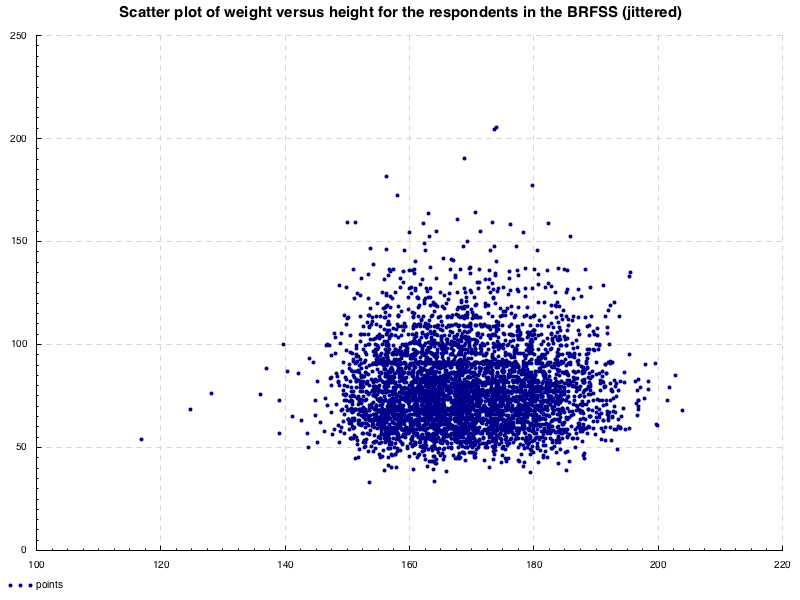 Scatter plot of weight versus height for the respondents in the BRFSS (jittered)
250
200
150
100
50
0
100 120 140 160 180 200 220
points